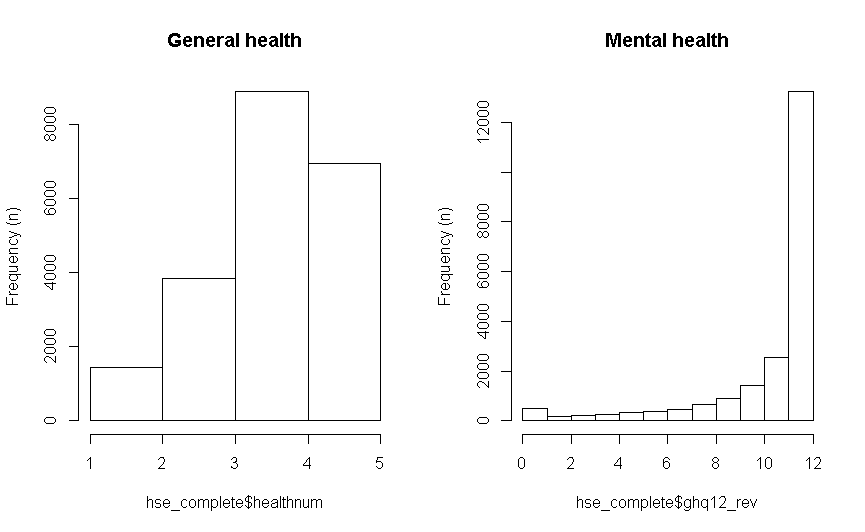 General health
Frequency (n)
8000
6000
4000
2000
0
1 2 3 4 5
hse_complete$healthnum
Mental health
Frequency (n)
12000
8000
6000
4000
2000
0
0 2 4 6 8 10 12
hse_complete$ghq12_rev